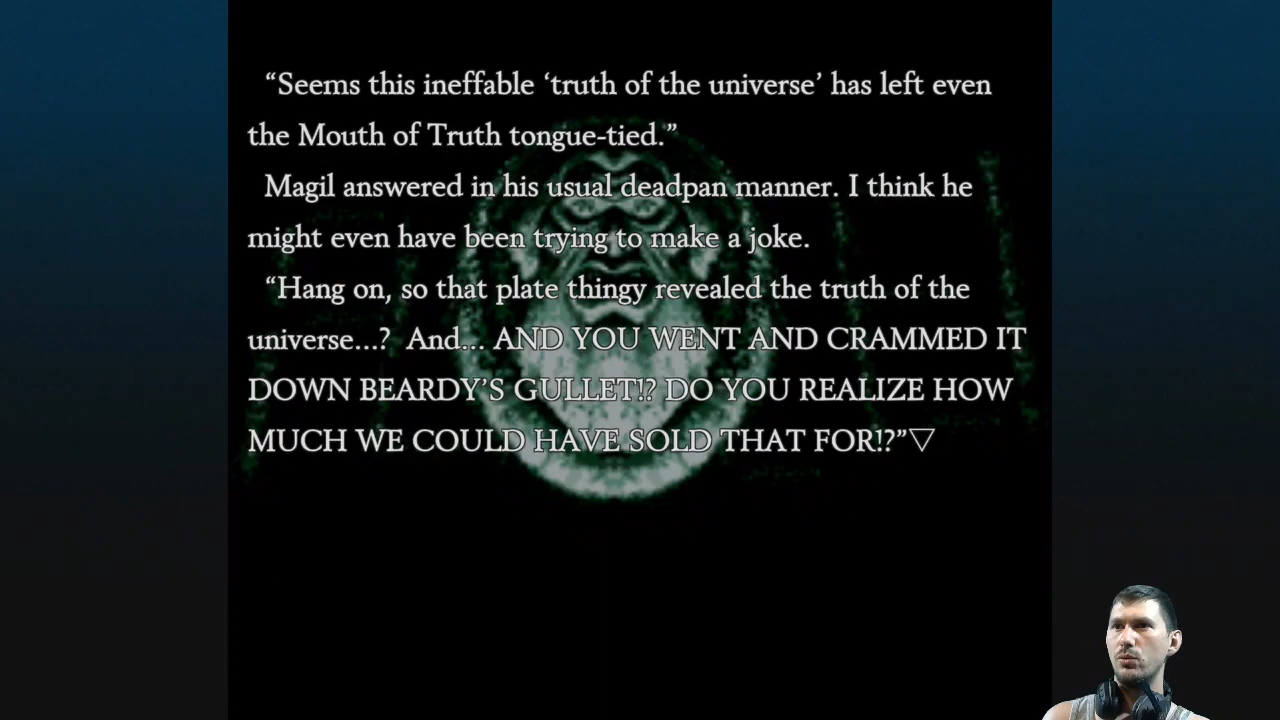 “Seems this ineffable ‘truth of the universe’ has left even
the Mouth of Truth tongue-tied.”
Magil answered in his usual deadpan manner. I think he
might even have been trying to make a joke.
“Hang on, so that plate thingy revealed the truth of the
universe...? And... AND YOU WENT AND CRAMMED IT
DOWN BEARDY’S GULLET!? DO YOU REALIZE HOW
MUCH WE COULD HAVE SOLD THAT FOR!?”▽